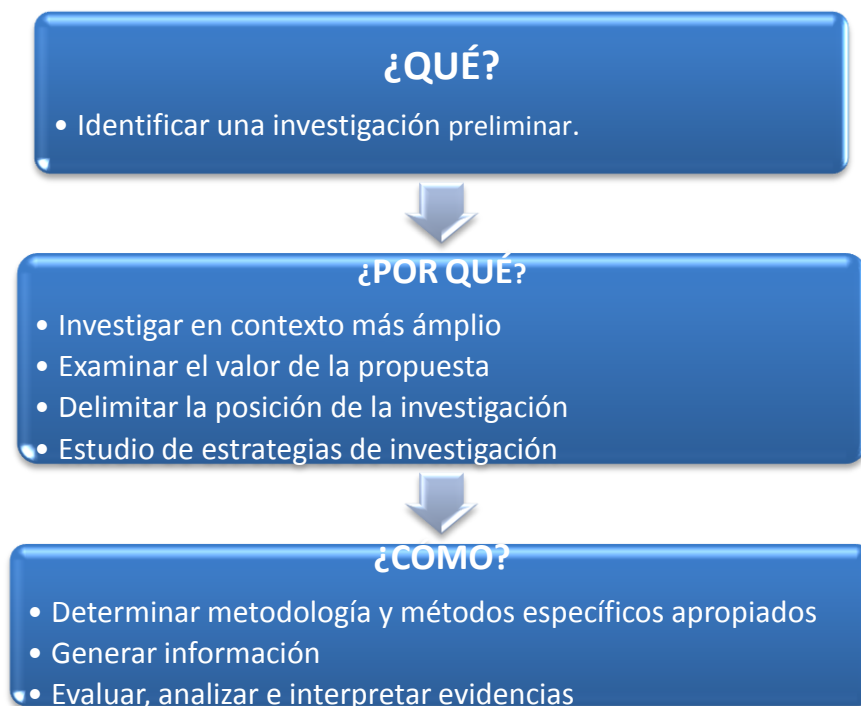 ¿QUÉ?
• Identificar una investigación preliminar.
¿POR QUÉ?
• Investigar en contexto más ámplio
• Examinar el valor de la propuesta
• Delimitar la posición de la investigación
• Estudio de estrategias de investigación
¿CÓMO?
• Determinar metodología y métodos específicos apropiados
• Generar información
• Evaluar, analizar e interpretar evidencias